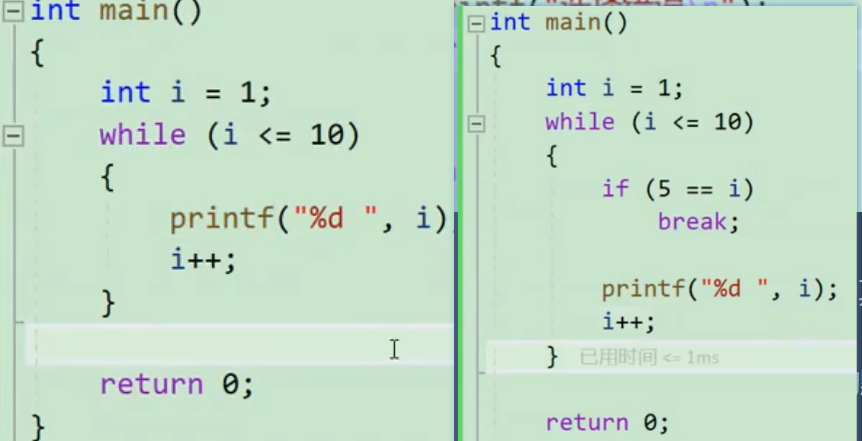 int main()
{
    int i = 1;
    while (i <= 10)
    {
        printf("%d ", i)
        i++;
    }
    return 0;
}
int main()
{
    int i = 1;
    while (i <= 10)
    {
        if (5 == i)
            break;
        printf("%d ", i);
        i++;
    } 已用时间 <= 1ms
    return 0;